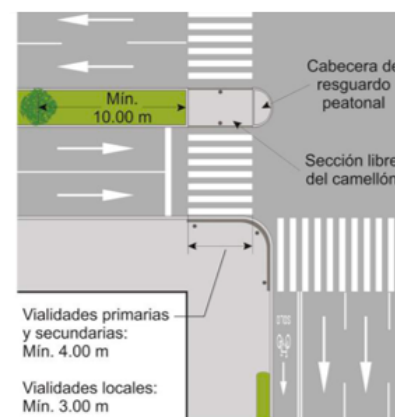 Cabecera de
resguardo
peatonal
Mín.
10.00 m
Sección libre
del camellón
Vialidades primarias
y secundarias:
Mín. 4.00 m
Vialidades locales:
Mín. 3.00 m